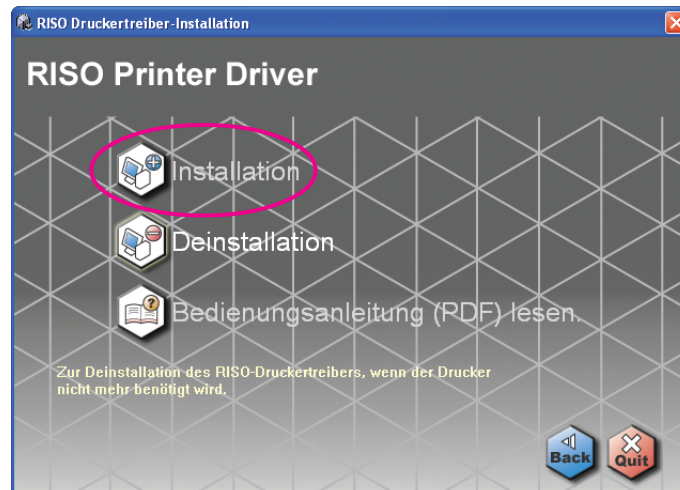 RISO Druckertreiber-Installation
RISO Printer Driver
Installation
Deinstallation
Bedienungsanleitung (PDF) lesen.
Zur Deinstallation des RISO-Druckertreibers, wenn der Drucker
nicht mehr benötigt wird.
Back
Quit